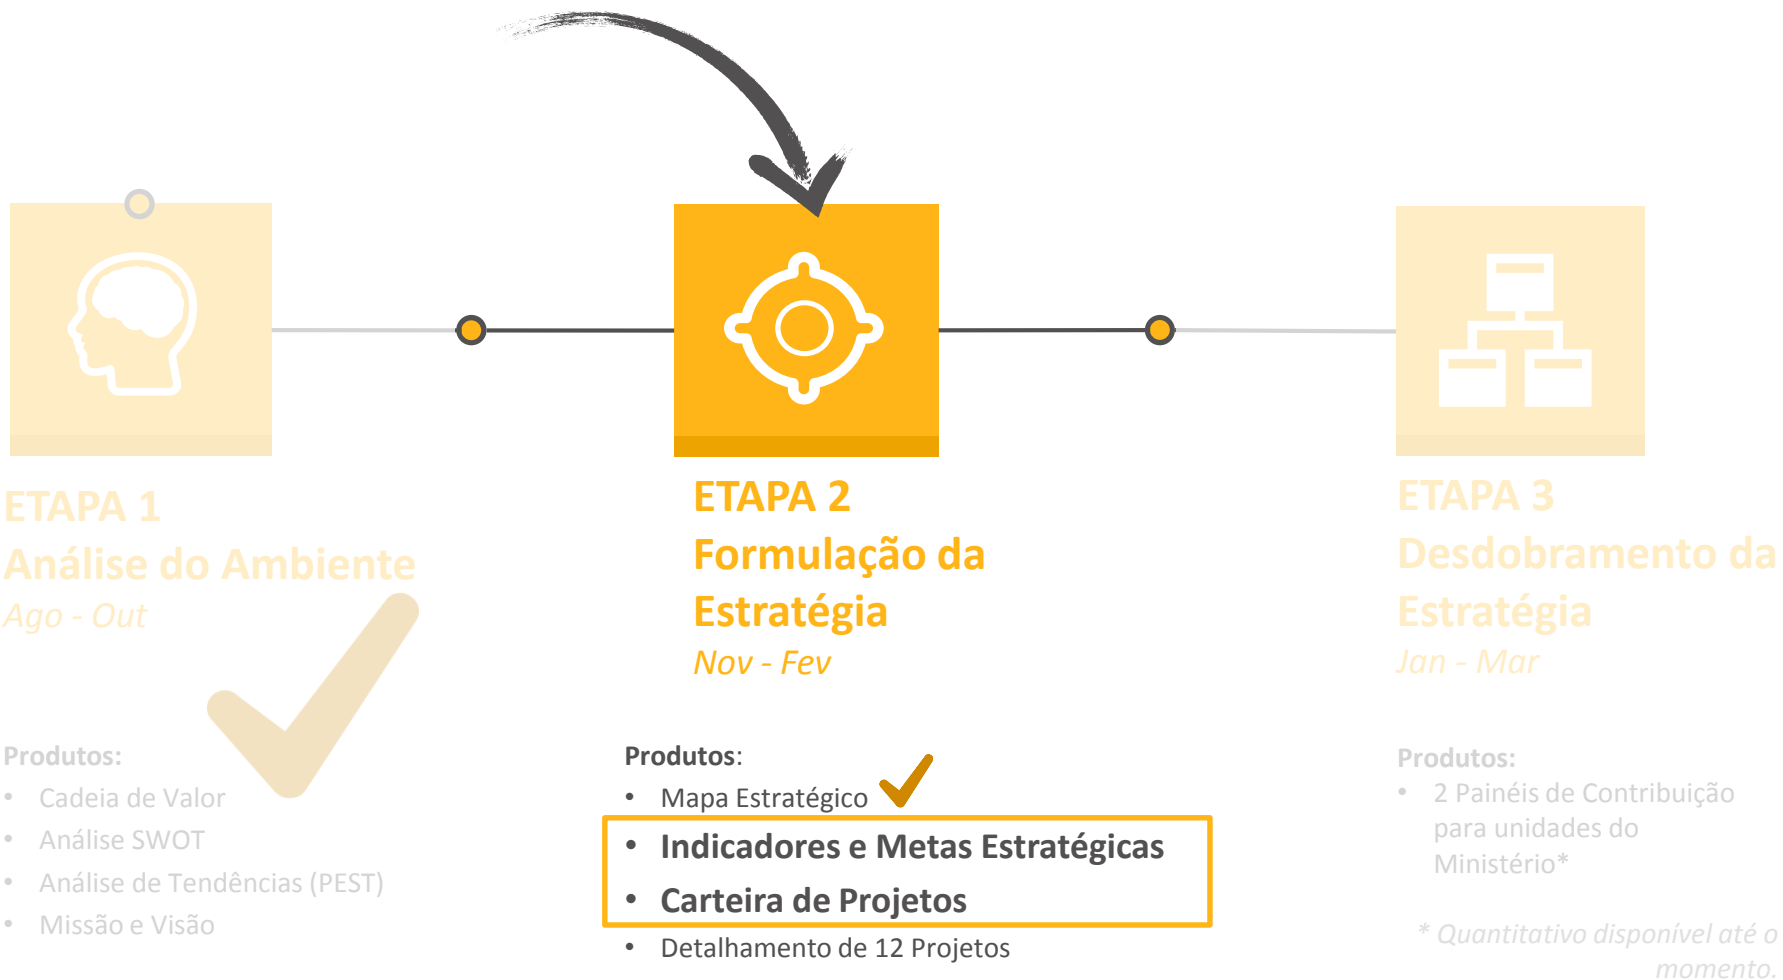 ETAPA 1
Análise do Ambiente
Ago - Out
Produtos:
• Cadeia de Valor
• Análise SWOT
• Análise de Tendências (PEST)
• Missão e Visão
ETAPA 2
Formulação da
Estratégia
Nov - Fev
Produtos:
• Mapa Estratégico
• Indicadores e Metas Estratégicas
• Carteira de Projetos
• Detalhamento de 12 Projetos
ETAPA 3
Desdobramento da
Estratégia
Jan - Mar
Produtos:
• 2 Painéis de Contribuição
para unidades do
Ministério*
* Quantitativo disponível até o
momento.